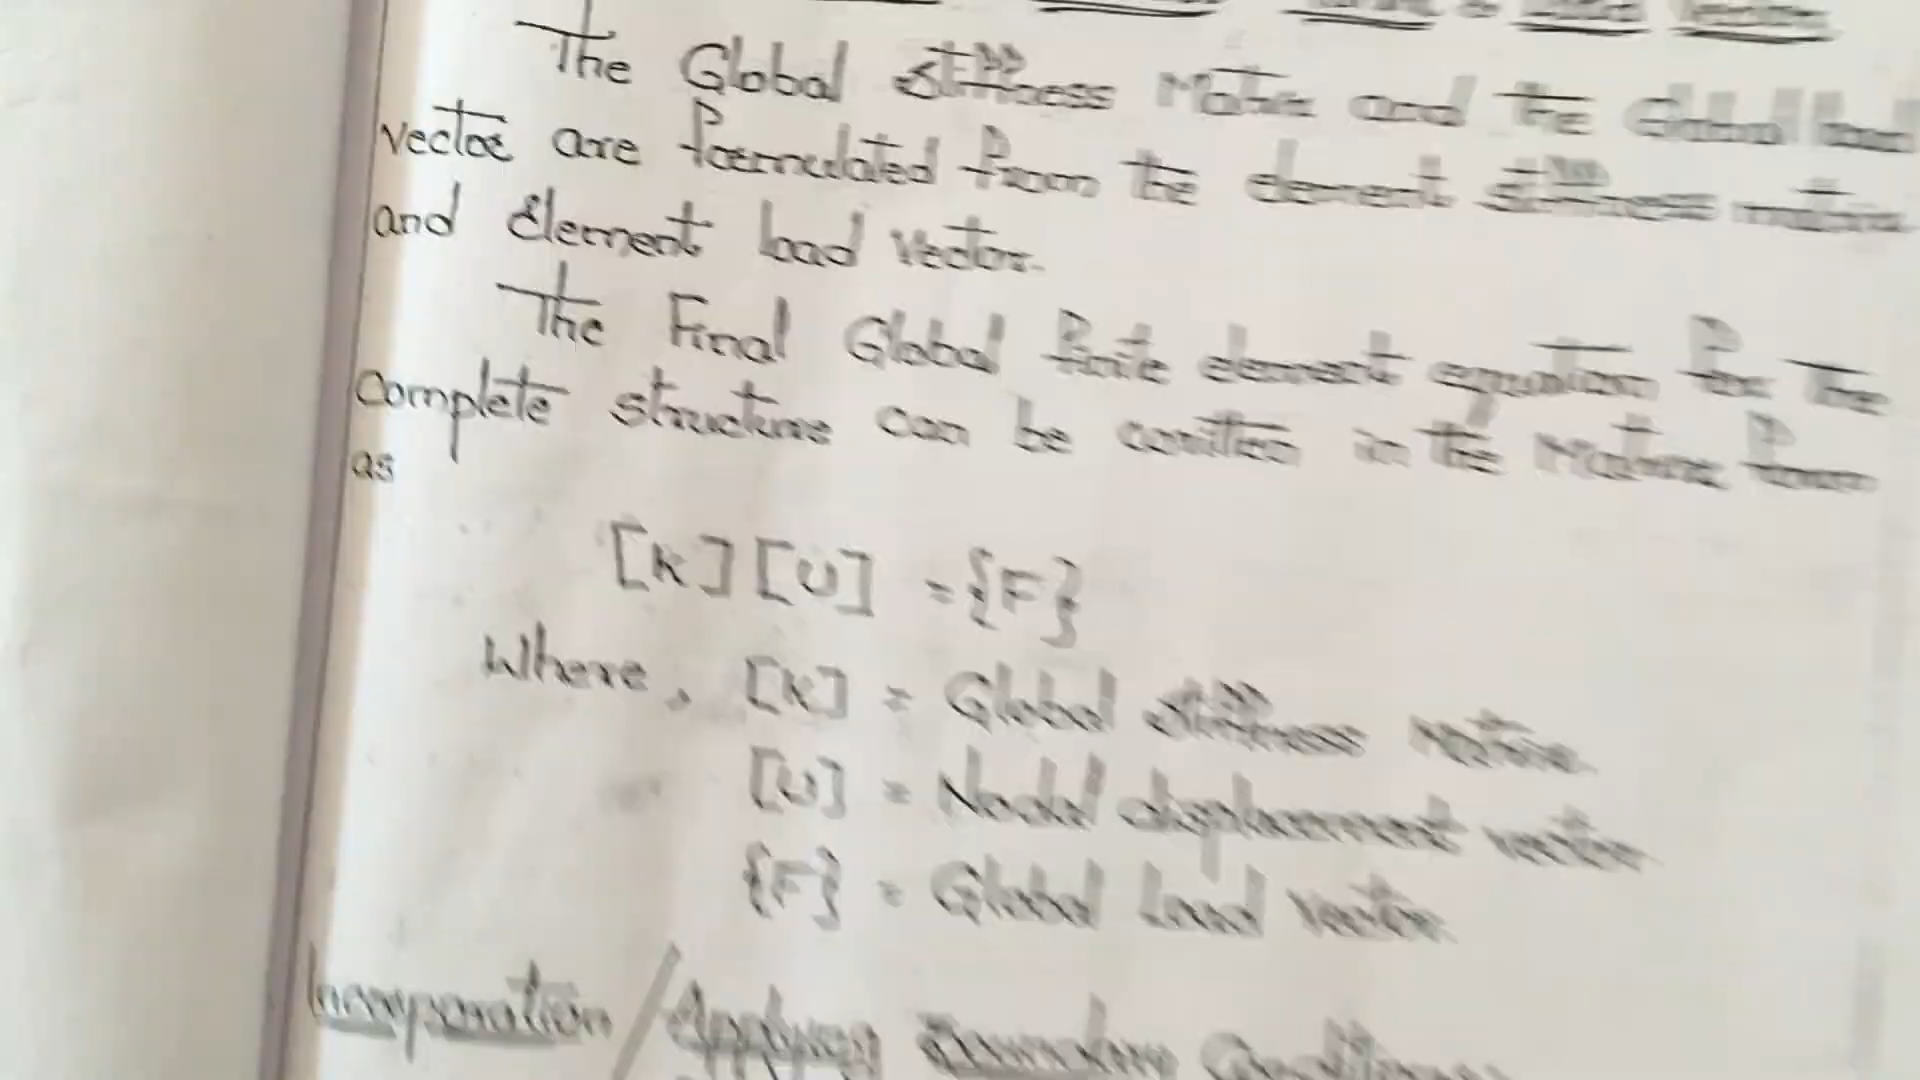 The Global Stiffness Matrix and the Global load
vector are formulated from the element stiffness matrix
and Element load vector.
The Final Global finite element equation for the
complete structure can be written in the Matrix form
as
[K] [U] = {F}
Where, [K] = Global Stiffness Matrix.
[U] = Nodal displacement vector
{F} = Global Load Vector
Incorporation / Applying Boundary Conditions